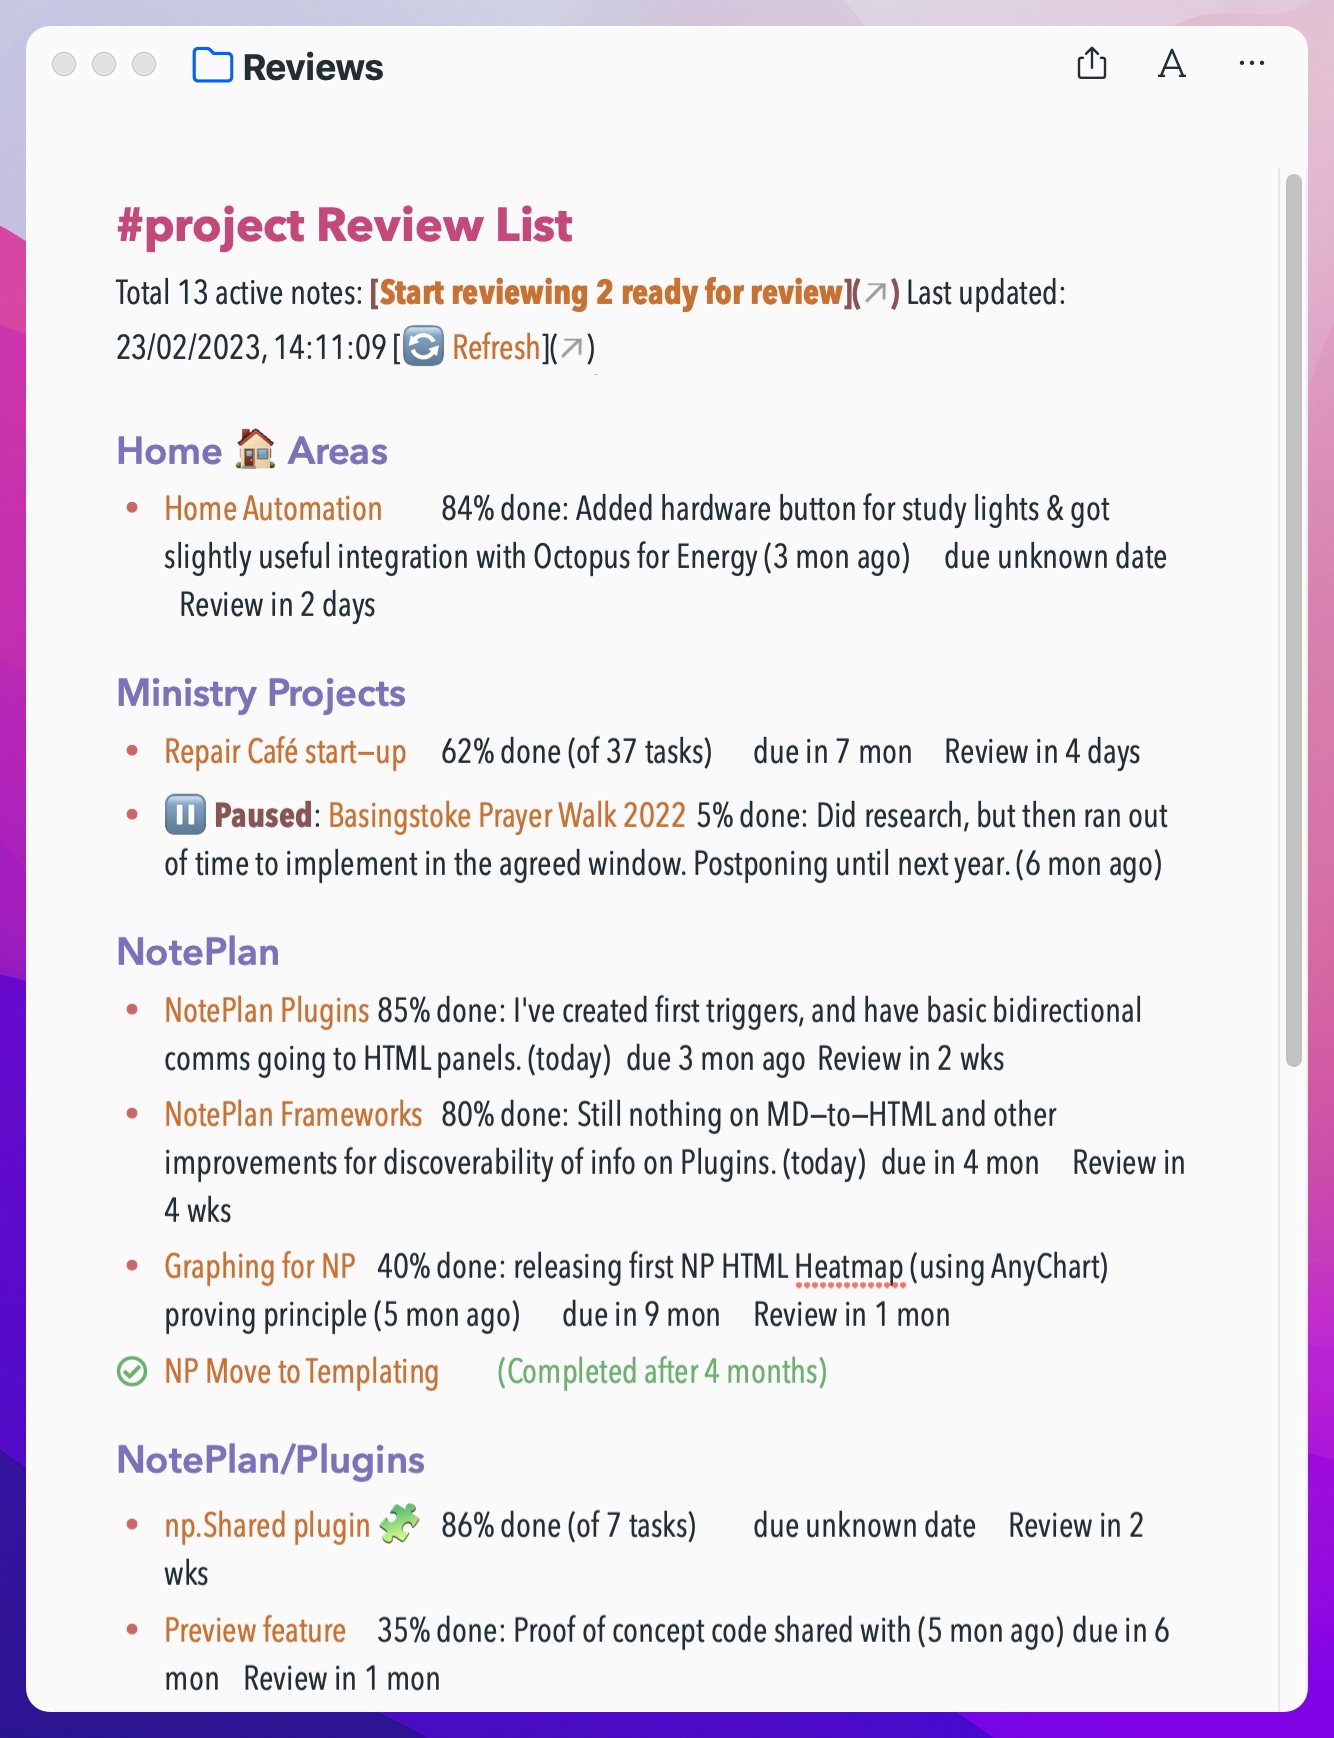 Reviews
#project Review List
Total 13 active notes: [Start reviewing 2 ready for review](↗) Last updated:
23/02/2023, 14:11:09 [🔄 Refresh](↗)
Home 🏠 Areas
• Home Automation 84% done: Added hardware button for study lights & got
slightly useful integration with Octopus for Energy (3 mon ago) due unknown date
Review in 2 days
Ministry Projects
• Repair Café start–up 62% done (of 37 tasks) due in 7 mon Review in 4 days
• ⏸ Paused: Basingstoke Prayer Walk 2022 5% done: Did research, but then ran out
of time to implement in the agreed window. Postponing until next year. (6 mon ago)
NotePlan
• NotePlan Plugins 85% done: I've created first triggers, and have basic bidirectional
comms going to HTML panels. (today) due 3 mon ago Review in 2 wks
• NotePlan Frameworks 80% done: Still nothing on MD–to–HTML and other
improvements for discoverability of info on Plugins. (today) due in 4 mon Review in
4 wks
• Graphing for NP 40% done: releasing first NP HTML Heatmap (using AnyChart)
proving principle (5 mon ago) due in 9 mon Review in 1 mon
NP Move to Templating (Completed after 4 months)
NotePlan/Plugins
• np.Shared plugin 🧩 86% done (of 7 tasks) due unknown date Review in 2
wks
• Preview feature 35% done: Proof of concept code shared with (5 mon ago) due in 6
mon Review in 1 mon